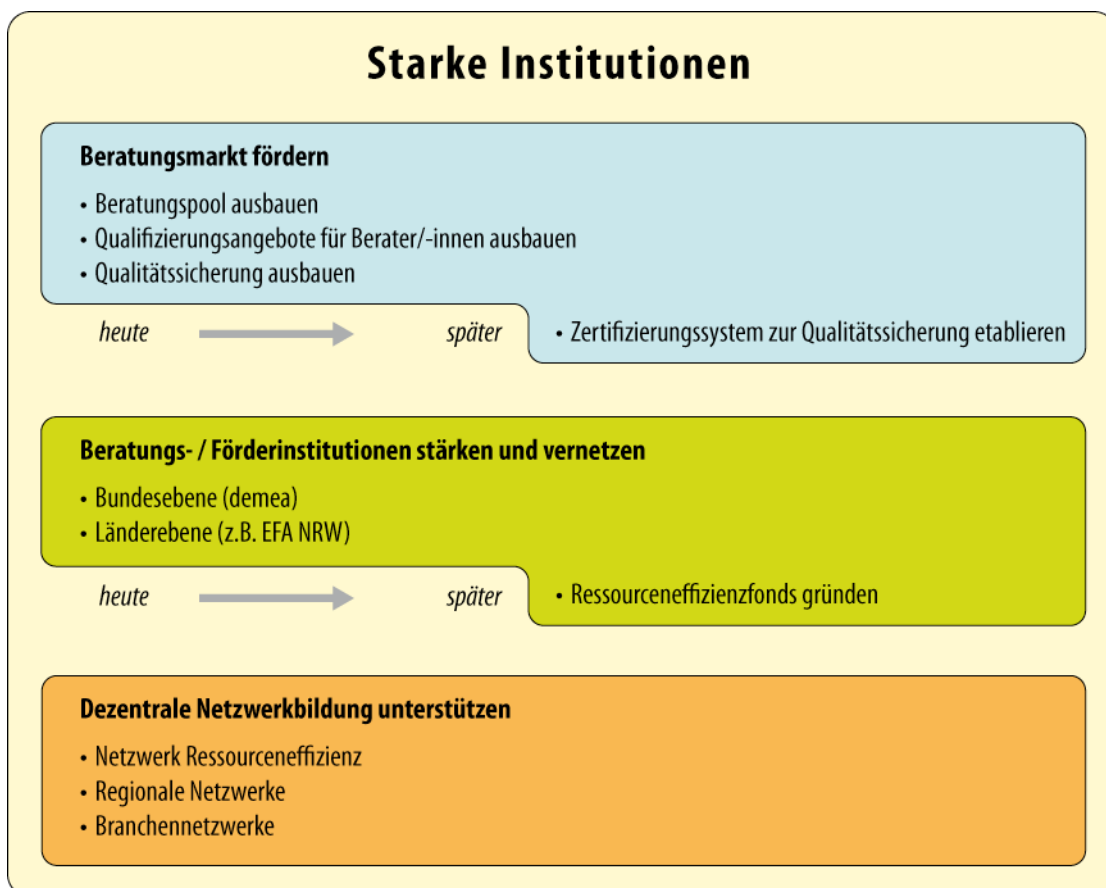 Starke Institutionen
Beratungsmarkt fördern
• Beratungspool ausbauen
• Qualifizierungsangebote für Berater/-innen ausbauen
• Qualitätssicherung ausbauen
heute später • Zertifizierungssystem zur Qualitätssicherung etablieren
Beratungs- / Förderinstitutionen stärken und vernetzen
• Bundesebene (demea)
• Länderebene (z.B. EFA NRW)
heute später • Ressourceneffizienzfonds gründen
Dezentrale Netzwerkbildung unterstützen
• Netzwerk Ressourceneffizienz
• Regionale Netzwerke
• Branchennetzwerke